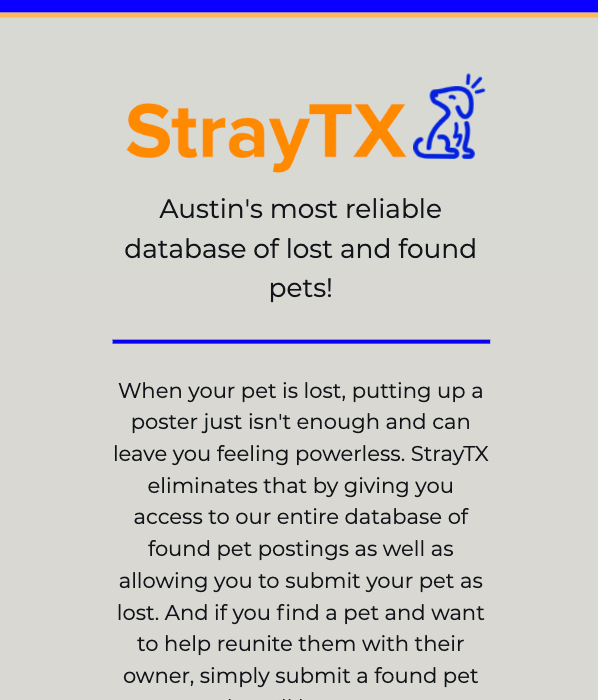 StrayTX
Austin's most reliable
database of lost and found
pets!
When your pet is lost, putting up a
poster just isn't enough and can
leave you feeling powerless. StrayTX
eliminates that by giving you
access to our entire database of
found pet postings as well as
allowing you to submit your pet as
lost. And if you find a pet and want
to help reunite them with their
owner, simply submit a found pet